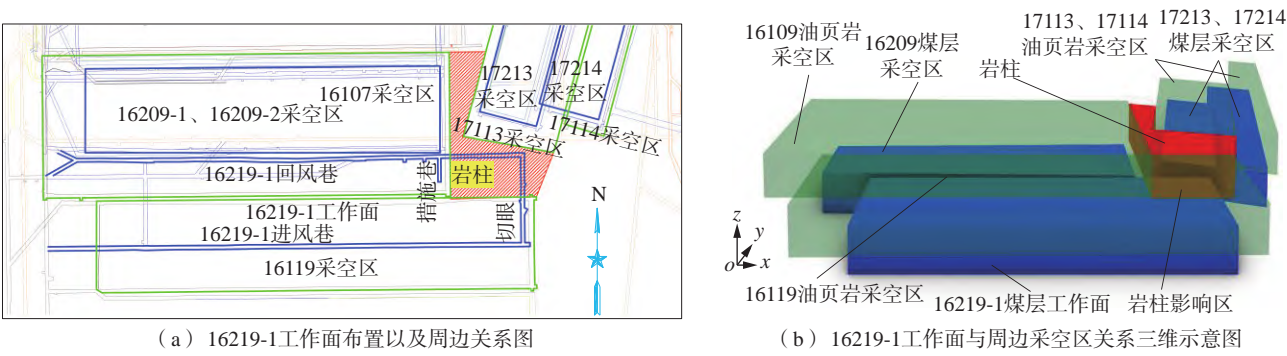 17213
采空区
17214
采空区
16107采空区
16209-1、16209-2采空区
17113采空区
17114采空区
16219-1回风巷
措施巷
岩柱
切眼
16219-1工作面
16219-1进风巷
16119采空区
N
（a）16219-1工作面布置以及周边关系图
16109油页岩
采空区
16209煤层
采空区
17113、17114
油页岩采空区
17213、17214
煤层采空区
岩柱
z
y
o
x
16119油页岩采空区
16219-1煤层工作面
岩柱影响区
（b）16219-1工作面与周边采空区关系三维示意图